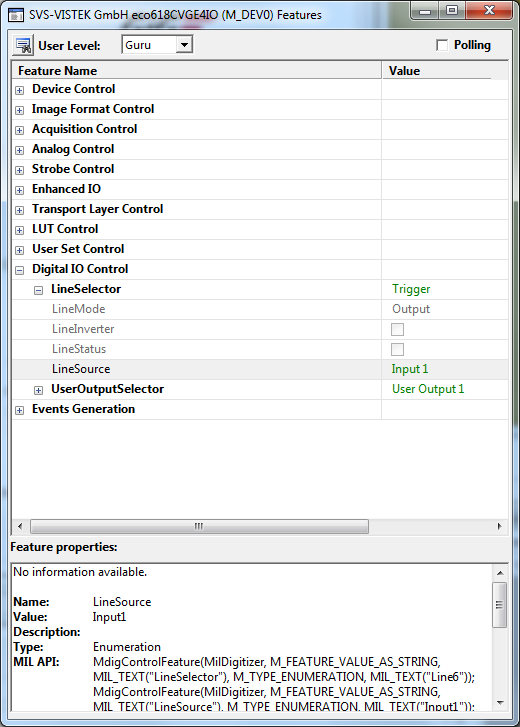 SVS-VISTEK GmbH eco618CVGE4IO (M_DEV0) Features
User Level: Guru Polling
Feature Name Value
Device Control
Image Format Control
Acquisition Control
Analog Control
Strobe Control
Enhanced IO
Transport Layer Control
LUT Control
User Set Control
Digital IO Control
LineSelector Trigger
LineMode Output
LineInverter
LineStatus
LineSource Input 1
UserOutputSelector User Output 1
Events Generation
Feature properties:
No information available.
Name: LineSource
Value: Input1
Description:
Type: Enumeration
MIL API: MdigControlFeature(MilDigitizer, M_FEATURE_VALUE_AS_STRING,
MIL_TEXT("LineSelector"), M_TYPE_ENUMERATION, MIL_TEXT("Line6"));
MdigControlFeature(MilDigitizer, M_FEATURE_VALUE_AS_STRING,
MIL_TEXT("LineSource"), M_TYPE_ENUMERATION, MIL_TEXT("Input1"));